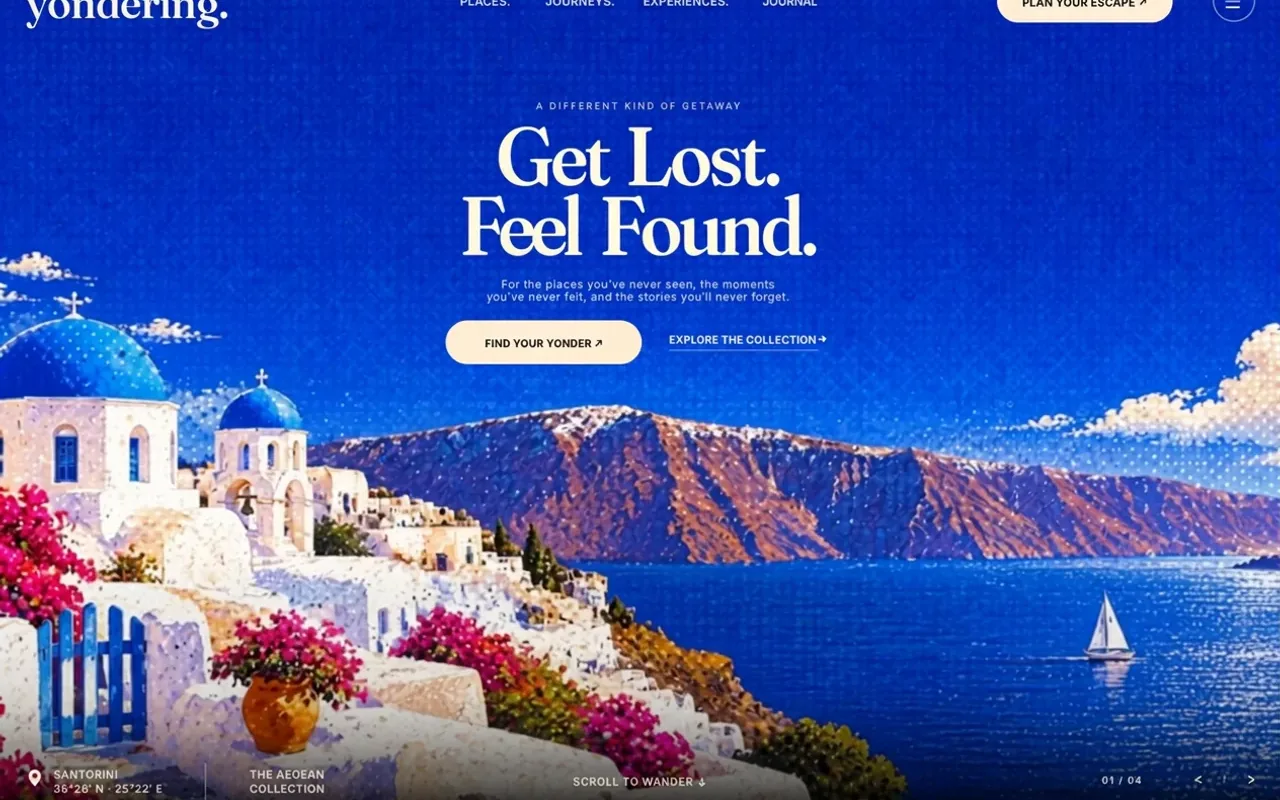 yondering.
PLACES.
JOURNEYS.
EXPERIENCES.
JOURNAL
PLAN YOUR ESCAPE ↗
A DIFFERENT KIND OF GETAWAY
Get Lost.
Feel Found.
For the places you've never seen, the moments
you've never felt, and the stories you'll never forget.
FIND YOUR YONDER ↗
EXPLORE THE COLLECTION →
SANTORINI
36°26' N · 25°22' E
THE AEOEAN
COLLECTION
SCROLL TO WANDER ↓
01 / 04
< / >